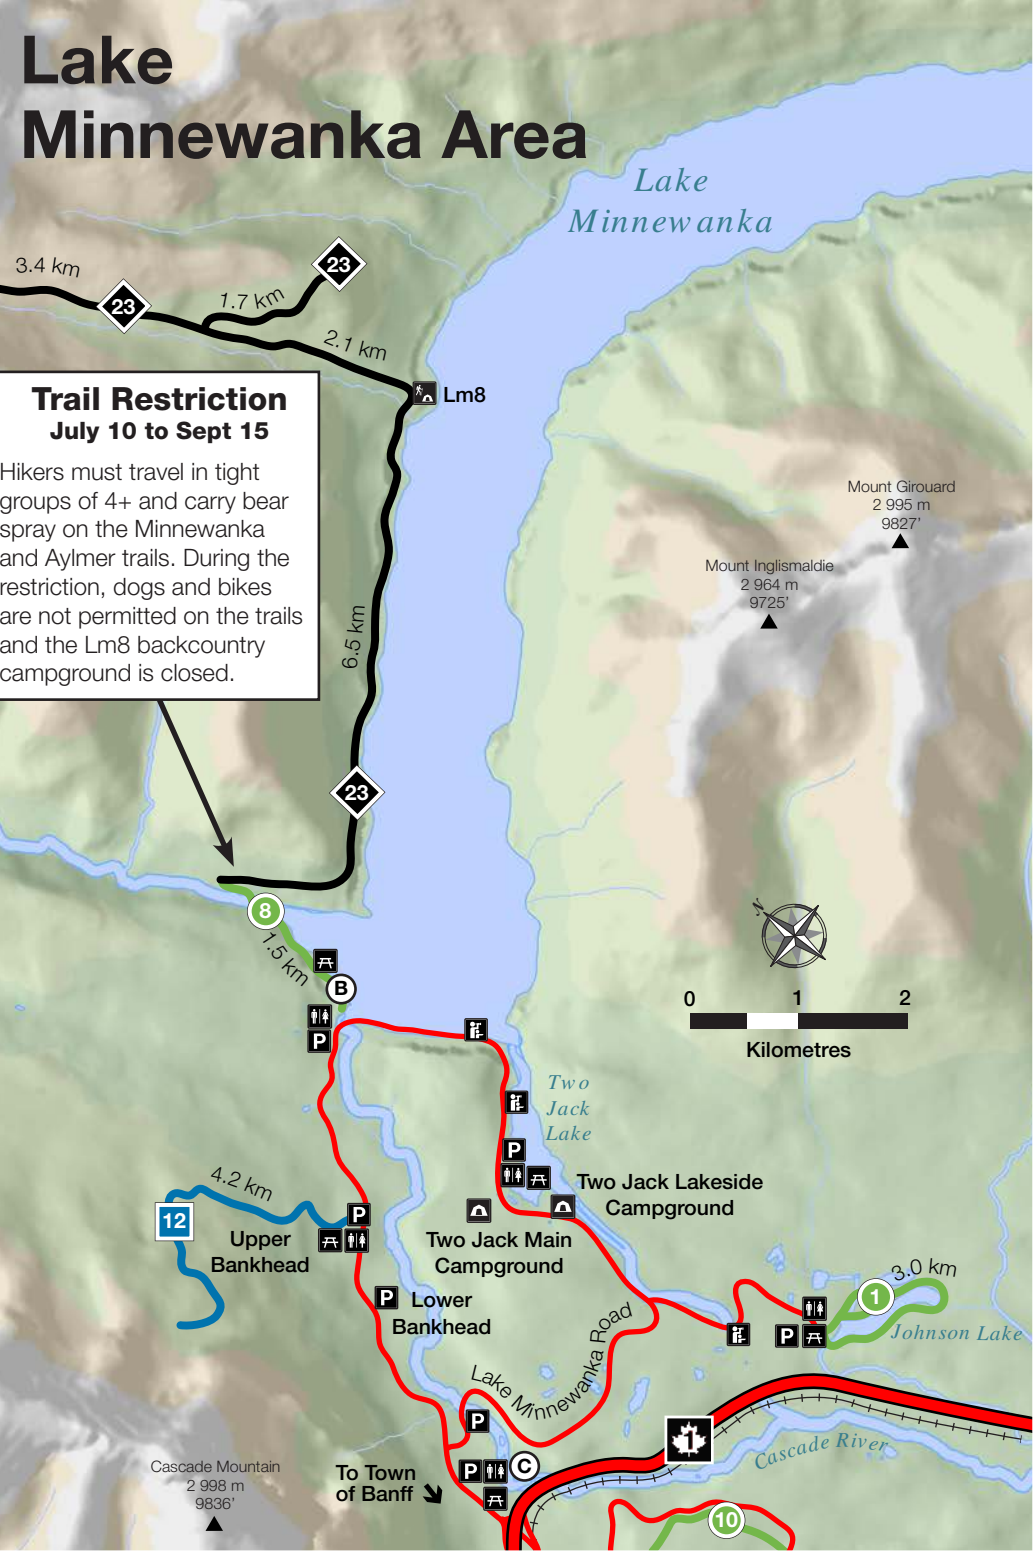 Lake
Minnewanka Area
Lake
Minnewanka
3.4 km
23
1.7 km
23
2.1 km
Lm8
Trail Restriction
July 10 to Sept 15
Hikers must travel in tight
groups of 4+ and carry bear
spray on the Minnewanka
and Aylmer trails. During the
restriction, dogs and bikes
are not permitted on the trails
and the Lm8 backcountry
campground is closed.
Mount Girouard
2 995 m
9827’
Mount Inglismaldie
2 964 m
9725’
6.5 km
23
8
1.5 km
B
P
N
0 1 2
Kilometres
Two
Jack
Lake
P
Two Jack Lakeside
Campground
Two Jack Main
Campground
4.2 km
12
P
Upper
Bankhead
P
Lower
Bankhead
3.0 km
1
P
Johnson Lake
Lake Minnewanka Road
P
1
Cascade River
Cascade Mountain
2 998 m
9836’
To Town
of Banff
P
C
10